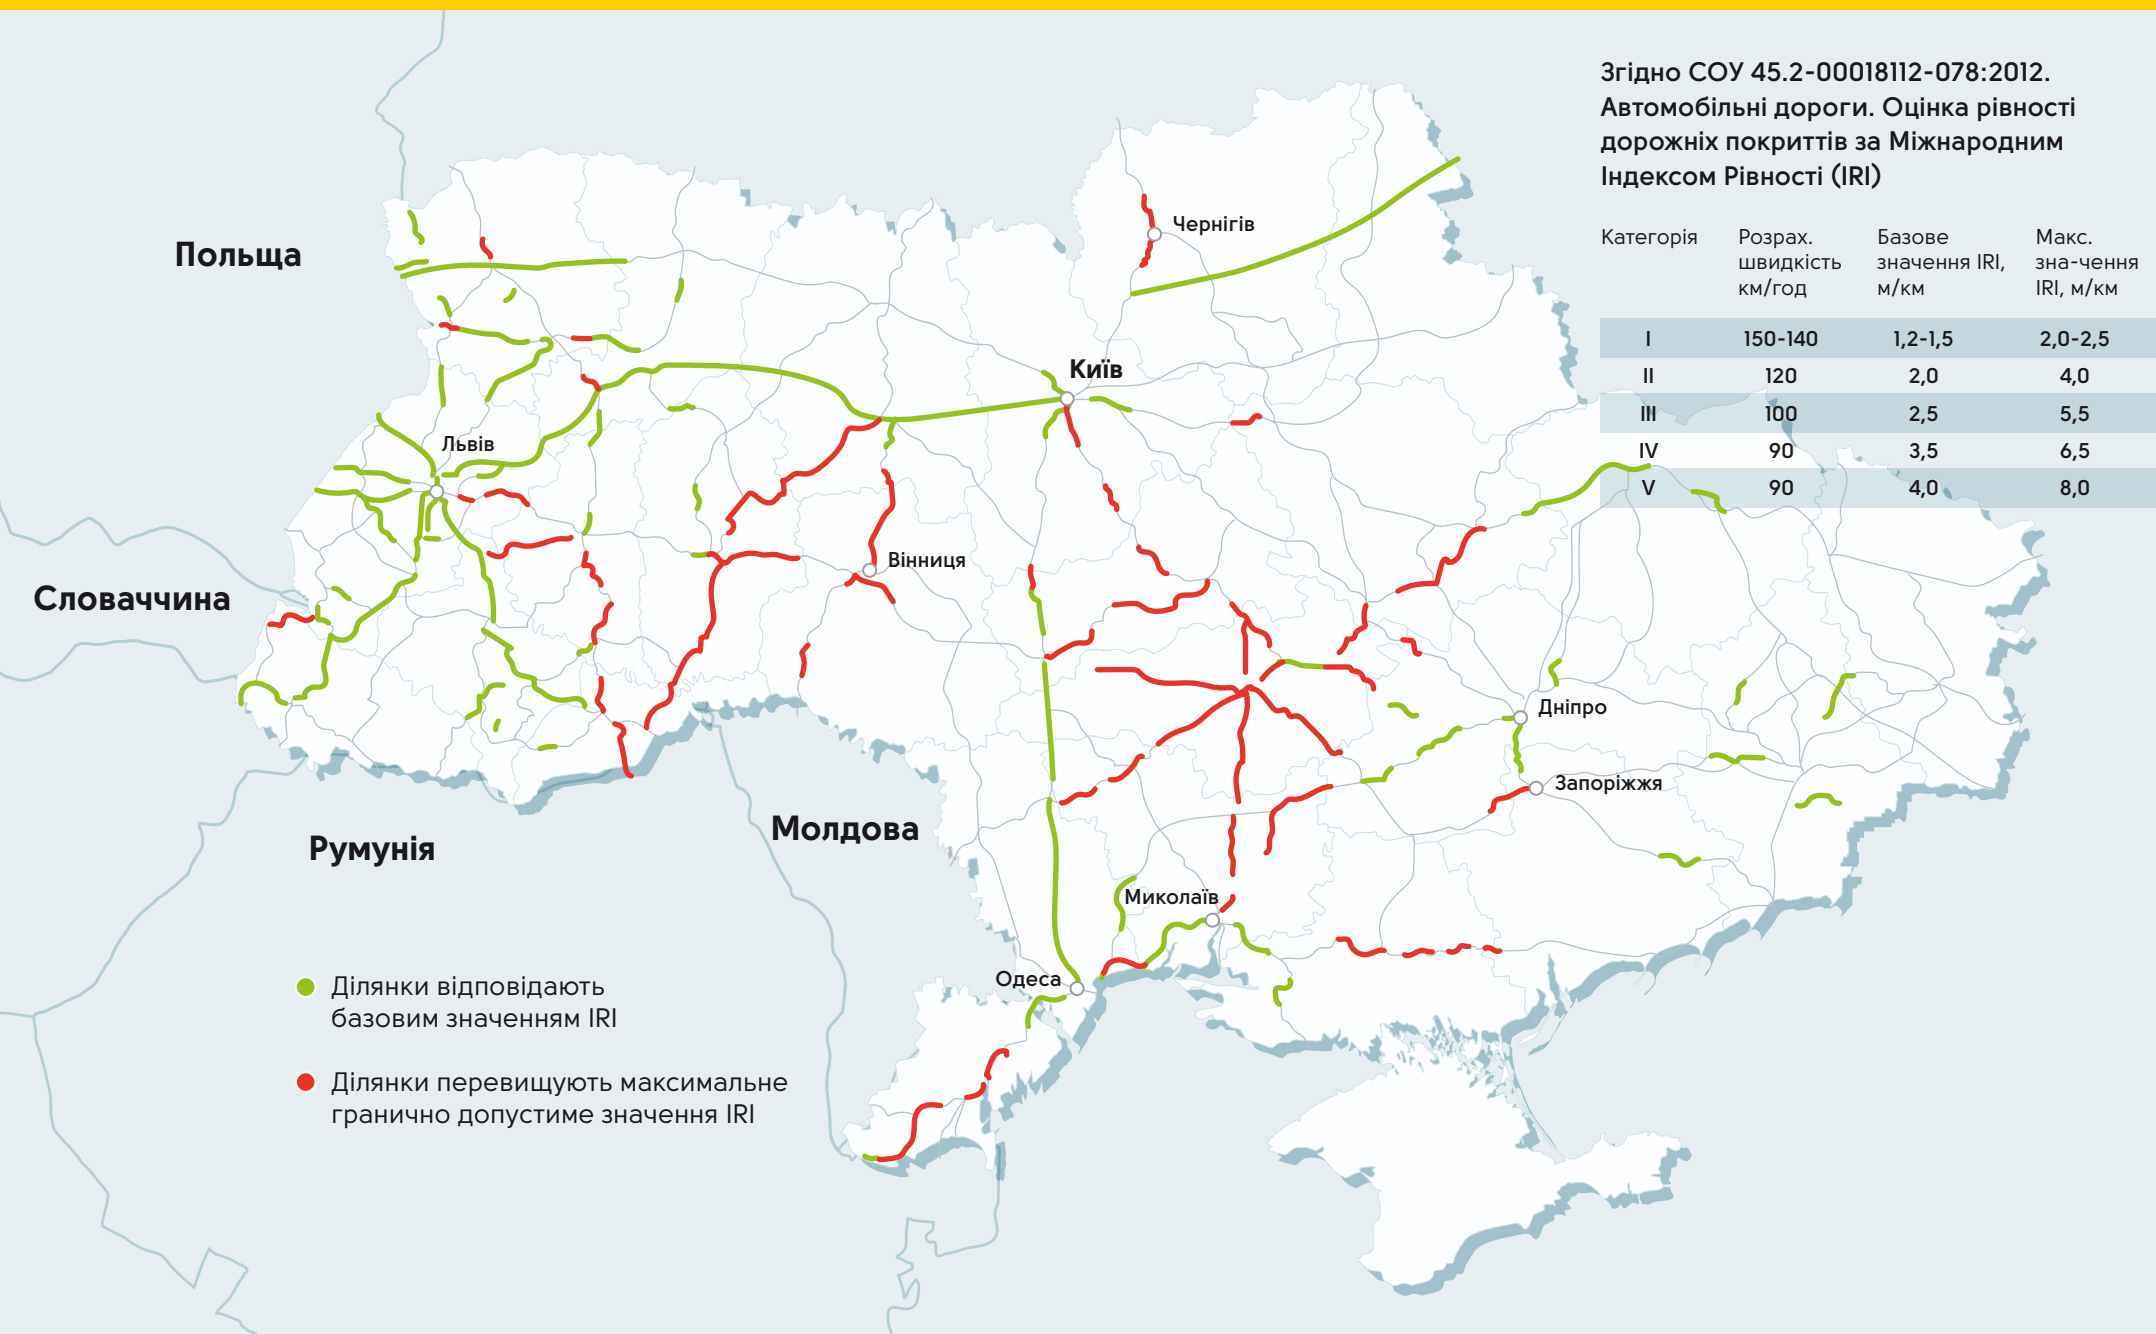 Згідно СОУ 45.2-00018112-078:2012.
Автомобільні дороги. Оцінка рівності
дорожніх покриттів за Міжнародним
Індексом Рівності (IRI)
Категорія Розрах. Базове Макс.
швидкість значення IRI, зна-чення
км/год м/км IRI, м/км
I 150-140 1,2-1,5 2,0-2,5
II 120 2,0 4,0
III 100 2,5 5,5
IV 90 3,5 6,5
V 90 4,0 8,0
Чернігів
Польща
Київ
Львів
Вінниця
Словаччина
Дніпро
Запоріжжя
Молдова
Румунія
Миколаїв
Одеса
Ділянки відповідають
базовим значенням IRI
Ділянки перевищують максимальне
гранично допустиме значення IRI